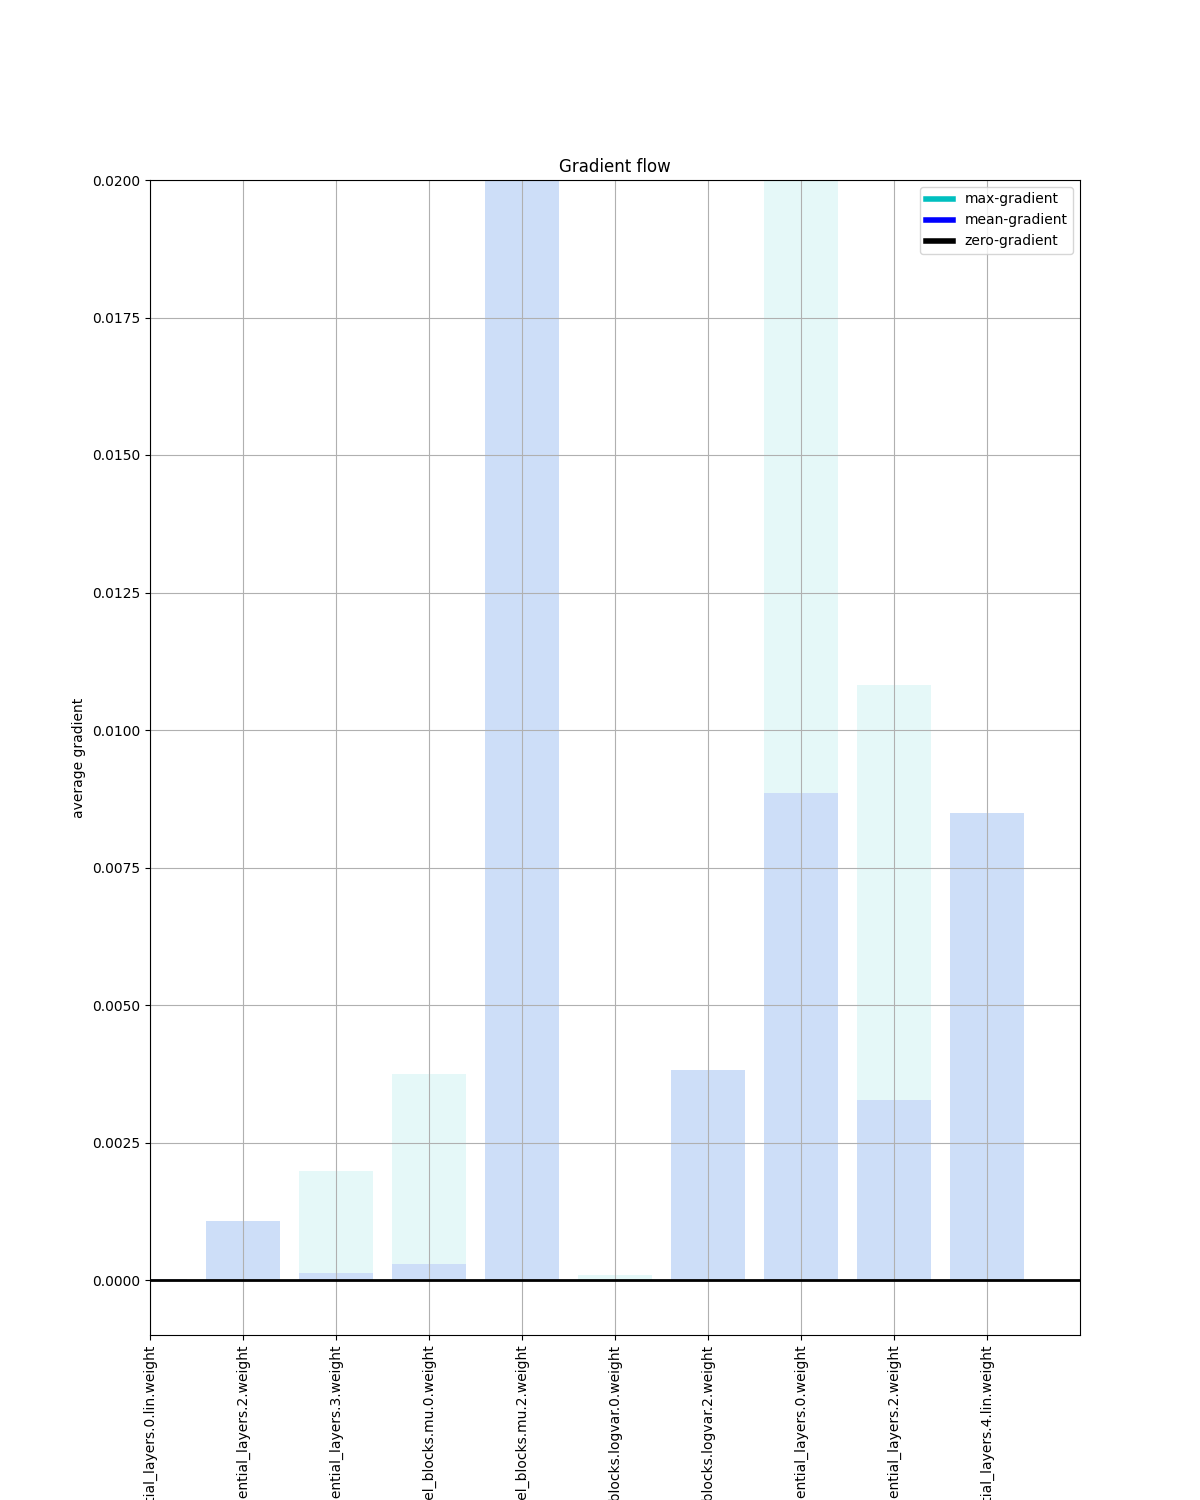 Gradient flow
max-gradient
mean-gradient
zero-gradient
0.0200
0.0175
0.0150
0.0125
0.0100
0.0075
0.0050
0.0025
0.0000
average gradient
tial_layers.0.lin.weight
ential_layers.2.weight
ential_layers.3.weight
el_blocks.mu.0.weight
el_blocks.mu.2.weight
blocks.logvar.0.weight
blocks.logvar.2.weight
ential_layers.0.weight
ential_layers.2.weight
tial_layers.4.lin.weight